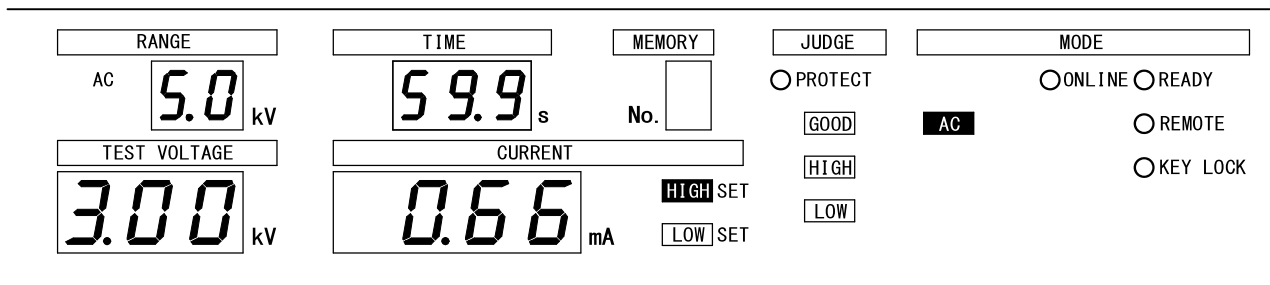 RANGE TIME MEMORY JUDGE MODE
AC 5.0 kV 59.9 s No. PROTECT ONLINE READY
GOOD AC REMOTE
TEST VOLTAGE CURRENT
HIGH KEY LOCK
3.00 kV 0.66 mA HIGH SET
LOW
LOW SET